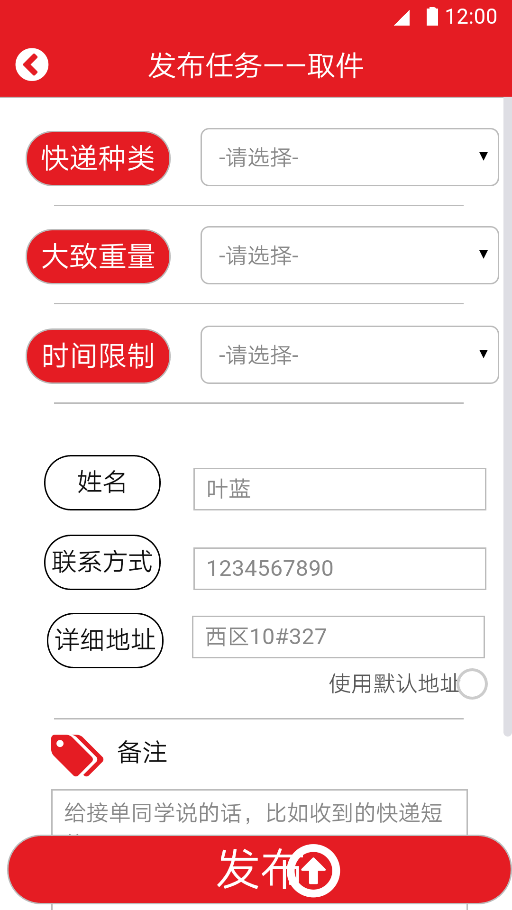 12:00
发布任务——取件
快递种类 -请选择-
大致重量 -请选择-
时间限制 -请选择-
姓名 叶蓝
联系方式 1234567890
详细地址 西区10#327
使用默认地址
备注
给接单同学说的话，比如收到的快递短
发布